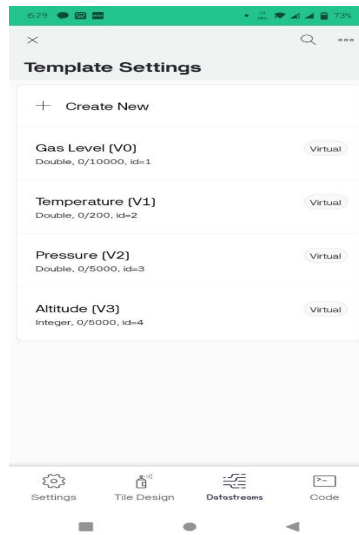 6:29
73%
Template Settings
Create New
Gas Level (V0)
Virtual
Double, 0/10000, id=1
Temperature (V1)
Virtual
Double, 0/200, id=2
Pressure (V2)
Virtual
Double, 0/5000, id=3
Altitude (V3)
Virtual
Integer, 0/5000, id=4
Settings
Tile Design
Datastreams
Code